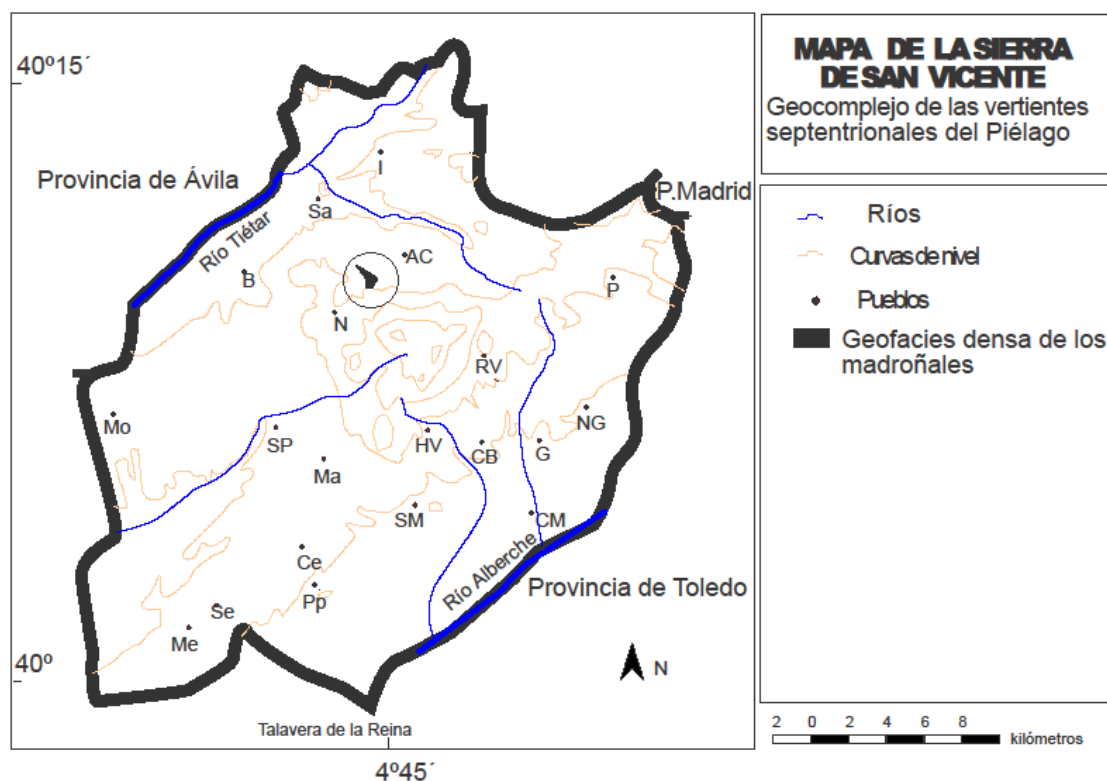 40º15´
Provincia de Ávila
P.Madrid
I
Sa
Río Tiétar
AC
B
P
N
RV
Mo
NG
SP
HV
CB
G
Ma
SM
CM
Ce
Río Alberche
Provincia de Toledo
Pp
Se
Me
40º
N
Talavera de la Reina
4º45´
MAPA DE LA SIERRA
DE SAN VICENTE
Geocomplejo de las vertientes
septentrionales del Piélago
Ríos
Curvas de nivel
Pueblos
Geofacies densa de los
madroñales
2 0 2 4 6 8
kilómetros